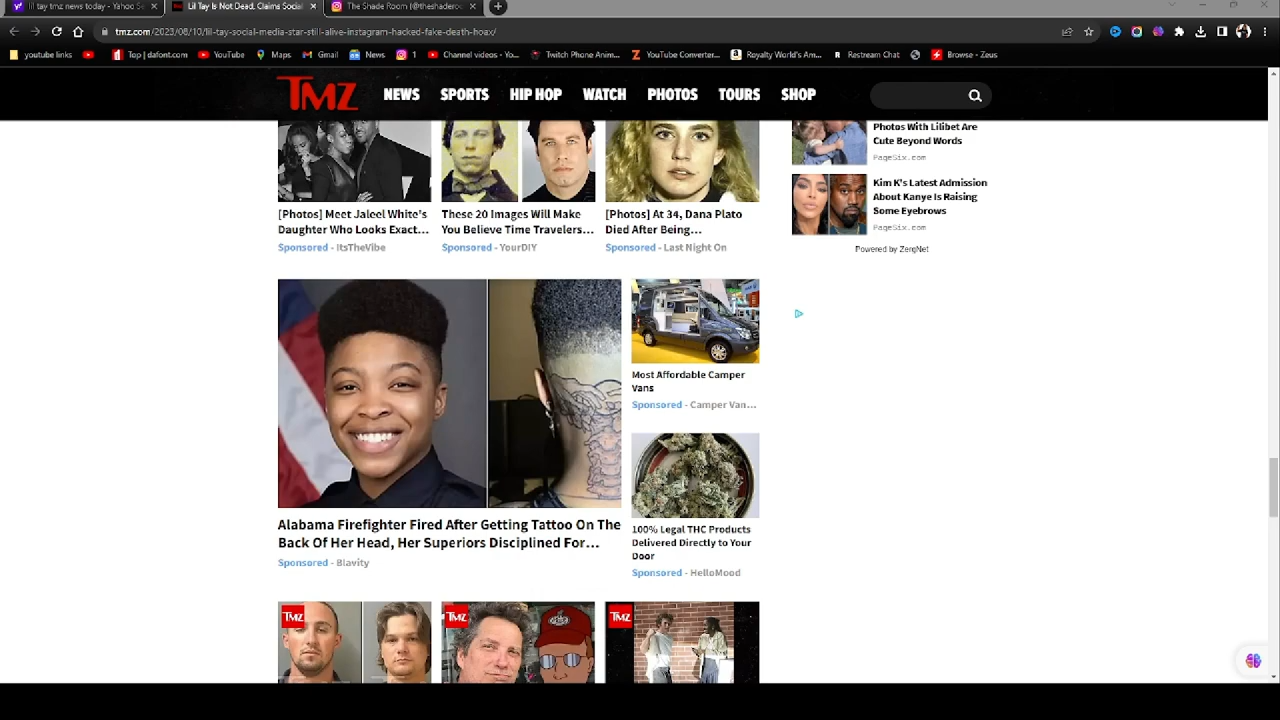 lil tay tmz news today - Yahoo Se
Lil Tay Is Not Dead, Claims Social
The Shade Room (@theshaderoo
tmz.com/2023/08/10/lil-tay-social-media-star-still-alive-instagram-hacked-fake-death-hoax/
youtube links
Top | dafont.com
YouTube
Maps
Gmail
News
1
Channel videos - Yo...
Twitch Phone Anim...
YouTube Converter...
Royalty World's Am...
Restream Chat
Browse - Zeus
TMZ
NEWS
SPORTS
HIP HOP
WATCH
PHOTOS
TOURS
SHOP
Photos With Lilibet Are
Cute Beyond Words
PageSix.com
Kim K's Latest Admission
About Kanye Is Raising
Some Eyebrows
PageSix.com
Powered by ZergNet
[Photos] Meet Jaleel White's
Daughter Who Looks Exact...
Sponsored - ItsTheVibe
These 20 Images Will Make
You Believe Time Travelers...
Sponsored - YourDIY
[Photos] At 34, Dana Plato
Died After Being...
Sponsored - Last Night On
Alabama Firefighter Fired After Getting Tattoo On The
Back Of Her Head, Her Superiors Disciplined For...
Sponsored - Blavity
Most Affordable Camper
Vans
Sponsored - Camper Van...
100% Legal THC Products
Delivered Directly to Your
Door
Sponsored - HelloMood
TMZ
TMZ
TMZ